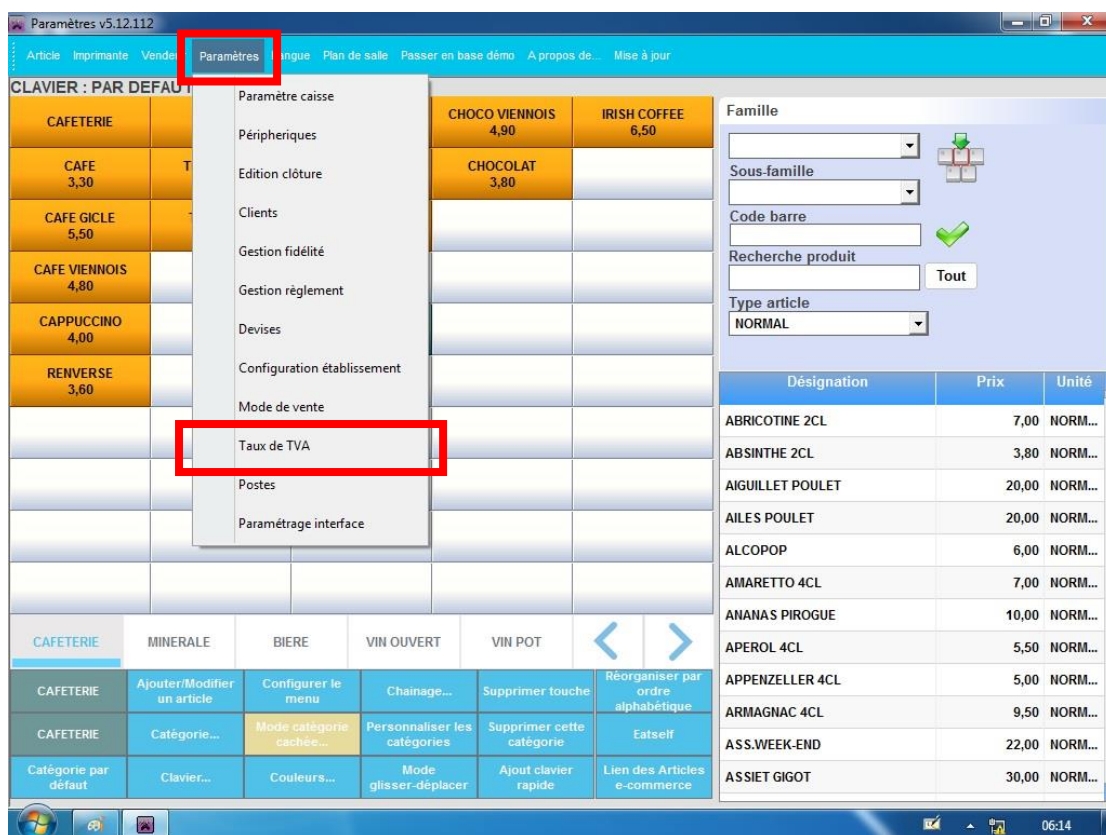 Paramètres v5.12.112
Article Imprimante Vende Paramètres angue Plan de salle Passer en base démo A propos de... Mise à jour
CLAVIER : PAR DEFAUT
Paramètre caisse
Péripheriques
Edition clôture
Clients
Gestion fidélité
Gestion règlement
Devises
Configuration établissement
Mode de vente
Taux de TVA
Postes
Paramétrage interface
CAFETERIE
CHOCO VIENNOIS
4,90
IRISH COFFEE
6,50
CAFE
3,30
T
CHOCOLAT
3,80
CAFE GICLE
5,50
CAFE VIENNOIS
4,80
CAPPUCCINO
4,00
RENVERSE
3,60
Famille
Sous-famille
Code barre
Recherche produit
Tout
Type article
NORMAL
Désignation Prix Unité
ABRICOTINE 2CL 7,00 NORM...
ABSINTHE 2CL 3,80 NORM...
AIGUILLET POULET 20,00 NORM...
AILES POULET 20,00 NORM...
ALCOPOP 6,00 NORM...
AMARETTO 4CL 7,00 NORM...
ANANAS PIROGUE 10,00 NORM...
APEROL 4CL 5,50 NORM...
APPENZELLER 4CL 5,00 NORM...
ARMAGNAC 4CL 9,50 NORM...
ASS.WEEK-END 22,00 NORM...
ASSIET GIGOT 30,00 NORM...
CAFETERIE MINERALE BIERE VIN OUVERT VIN POT
CAFETERIE
Ajouter/Modifier
un article
Configurer le
menu
Chainage...
Supprimer touche
Réorganiser par
ordre
alphabétique
CAFETERIE
Catégorie...
Mode catégorie
cachée...
Personnaliser les
catégories
Supprimer cette
catégorie
Eatself
Catégorie par
défaut
Clavier...
Couleurs...
Mode
glisser-déplacer
Ajout clavier
rapide
Lien des Articles
e-commerce
06:14